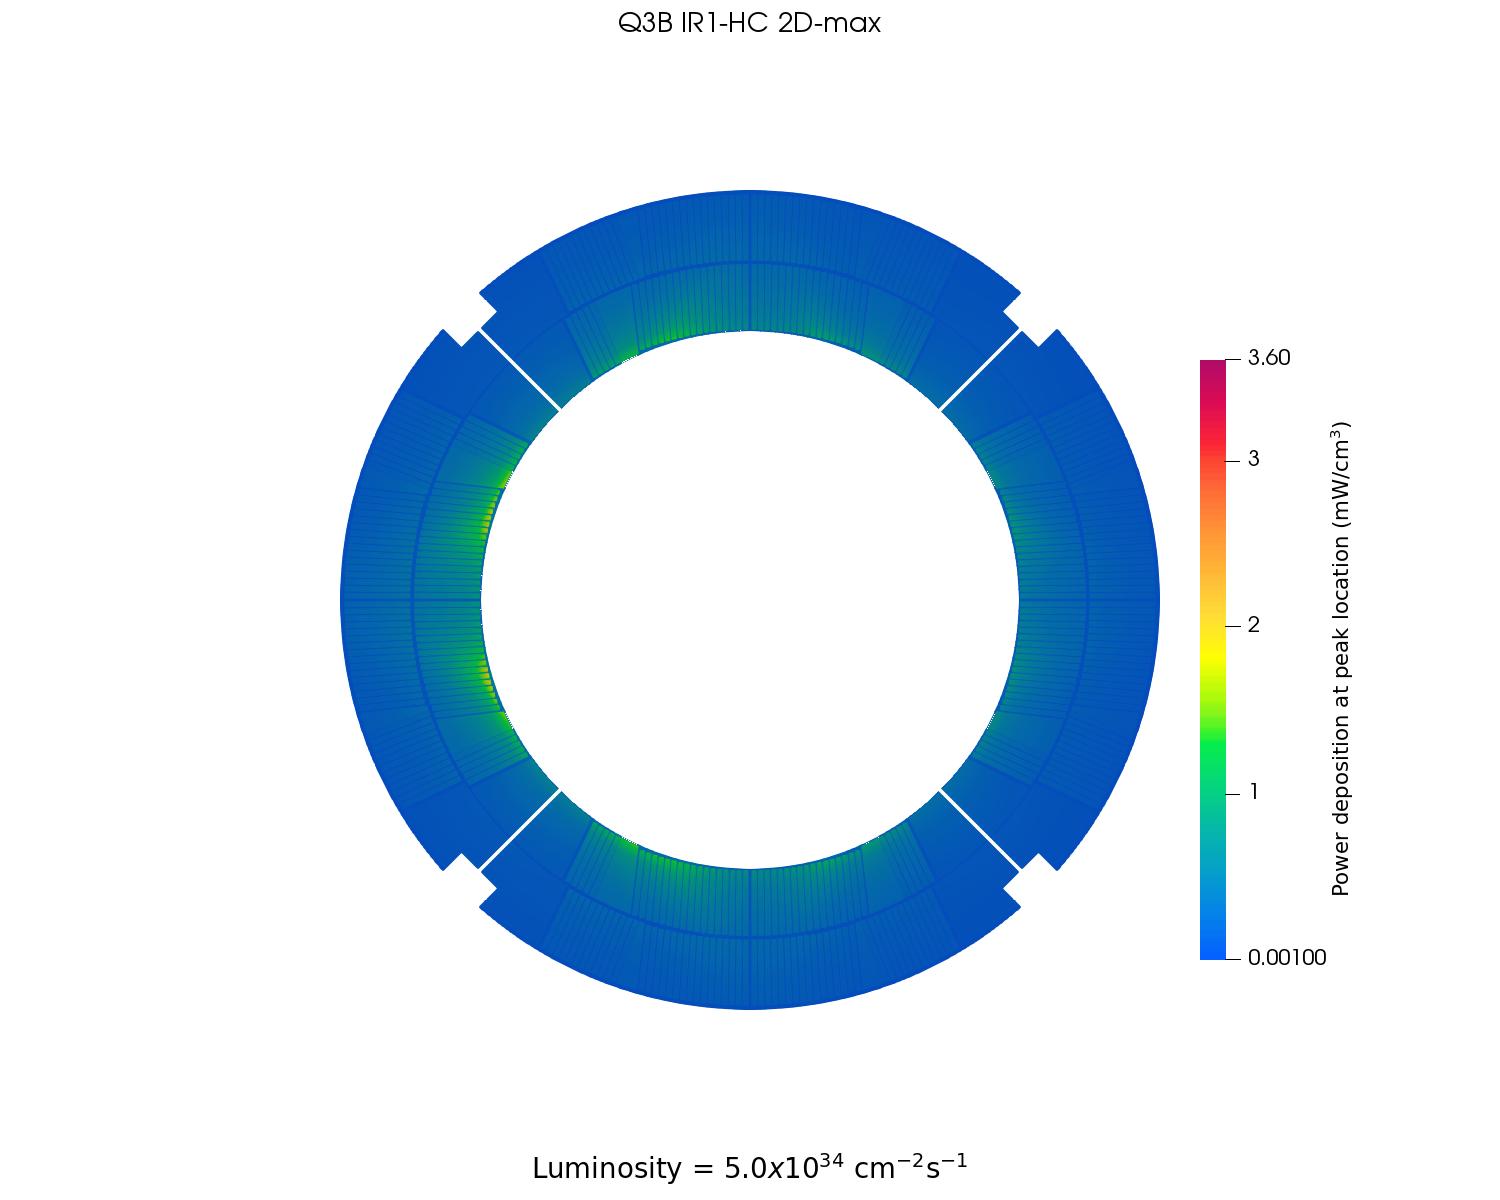 Q3B IR1-HC 2D-max
3.60
3
2
1
0.00100
Power deposition at peak location (mW/cm³)
Luminosity = 5.0x10³⁴ cm⁻²s⁻¹